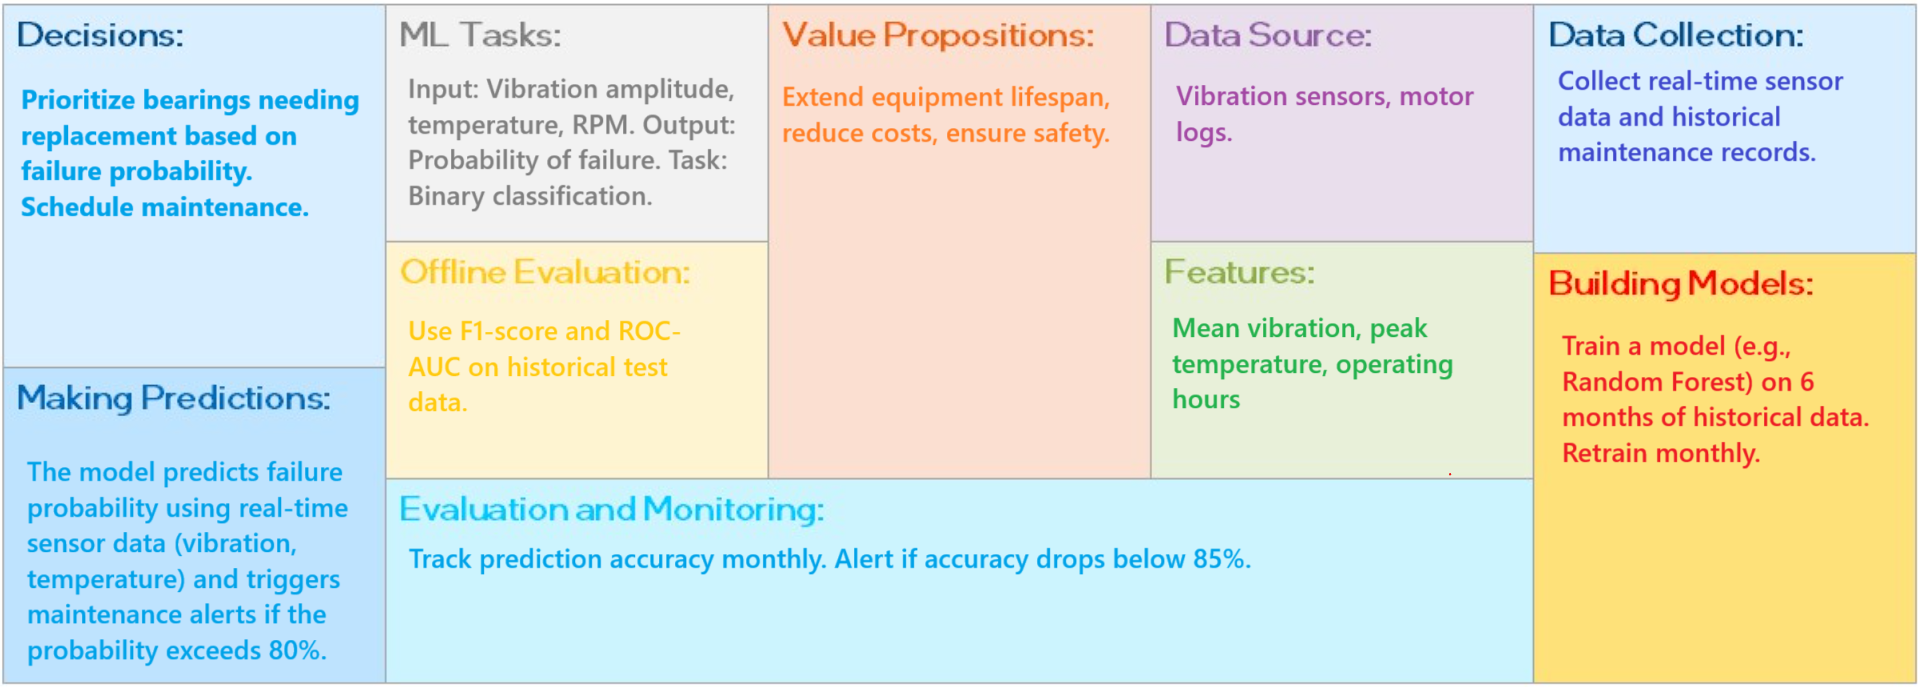 Decisions:
Prioritize bearings needing
replacement based on
failure probability.
Schedule maintenance.
Making Predictions:
The model predicts failure
probability using real-time
sensor data (vibration,
temperature) and triggers
maintenance alerts if the
probability exceeds 80%.
ML Tasks:
Input: Vibration amplitude,
temperature, RPM. Output:
Probability of failure. Task:
Binary classification.
Offline Evaluation:
Use F1-score and ROC-
AUC on historical test
data.
Value Propositions:
Extend equipment lifespan,
reduce costs, ensure safety.
Data Source:
Vibration sensors, motor
logs.
Features:
Mean vibration, peak
temperature, operating
hours
Evaluation and Monitoring:
Track prediction accuracy monthly. Alert if accuracy drops below 85%.
Data Collection:
Collect real-time sensor
data and historical
maintenance records.
Building Models:
Train a model (e.g.,
Random Forest) on 6
months of historical data.
Retrain monthly.